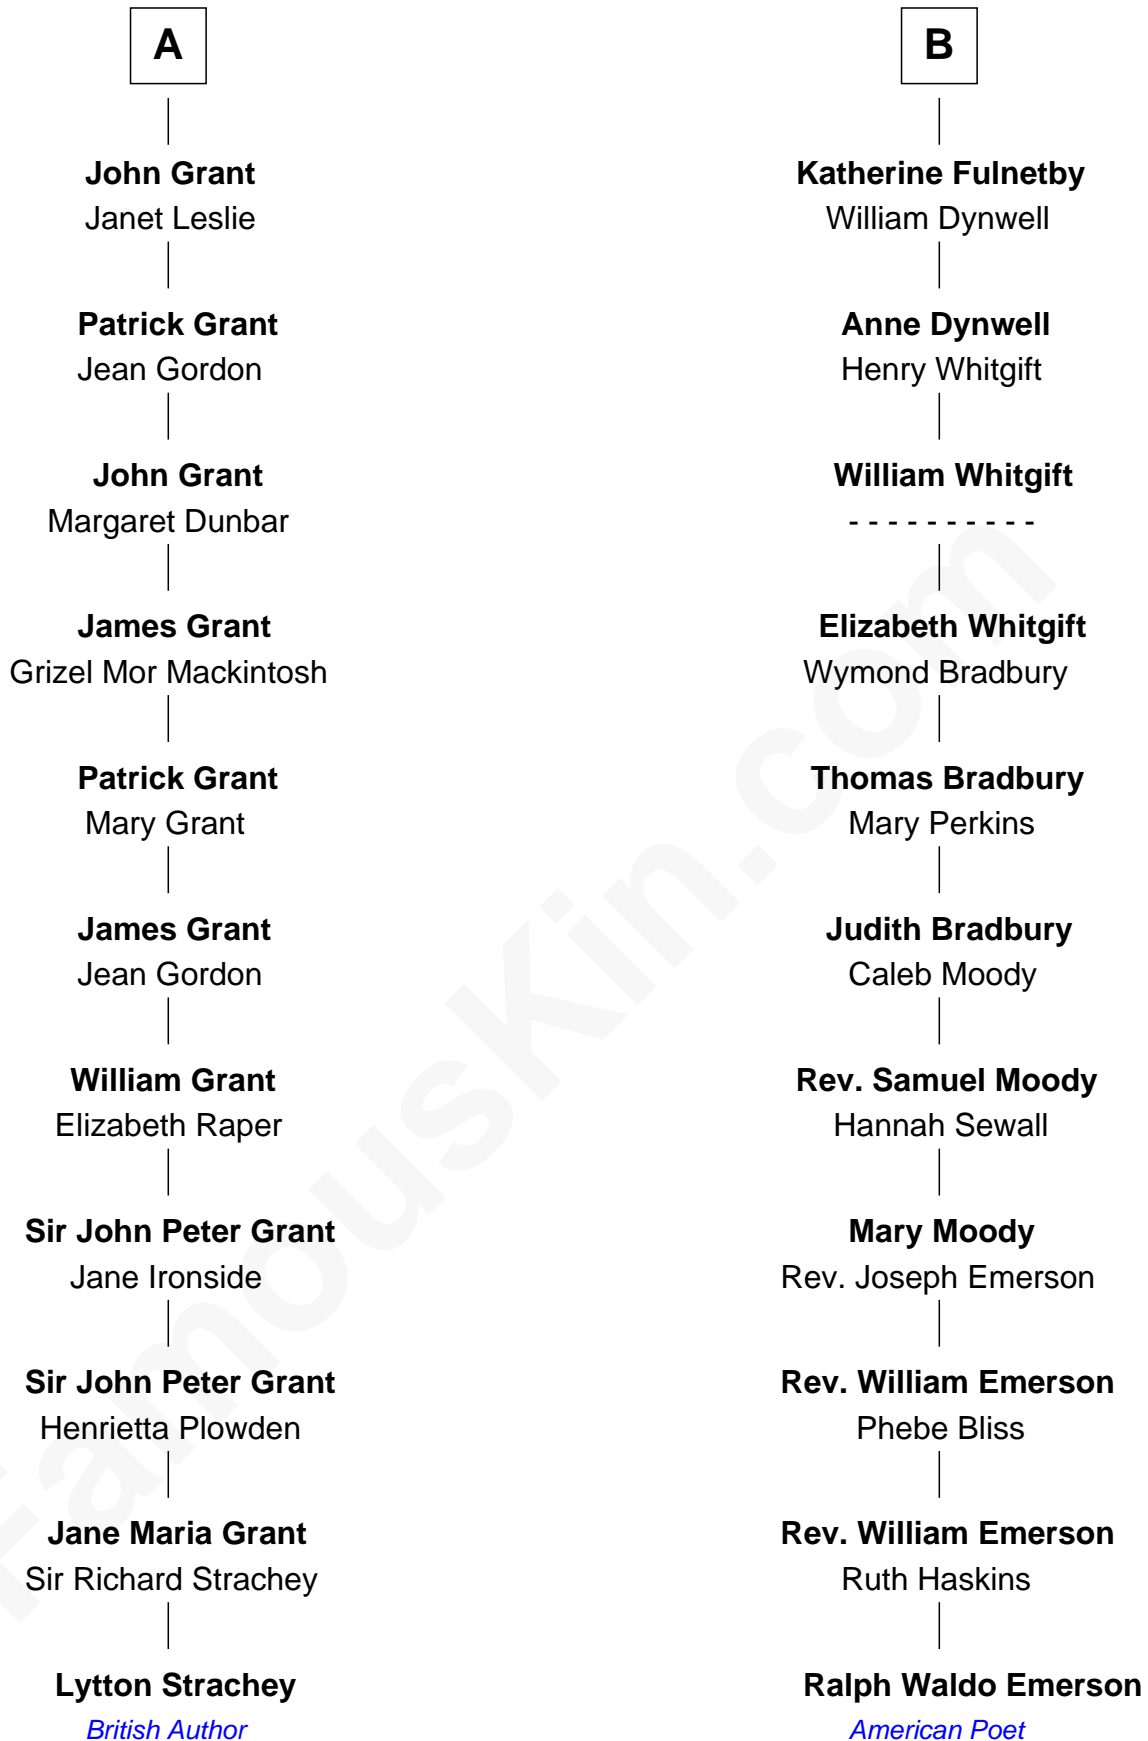 A
John Grant
Janet Leslie
Patrick Grant
Jean Gordon
John Grant
Margaret Dunbar
James Grant
Grizel Mor Mackintosh
Patrick Grant
Mary Grant
James Grant
Jean Gordon
William Grant
Elizabeth Raper
Sir John Peter Grant
Jane Ironside
Sir John Peter Grant
Henrietta Plowden
Jane Maria Grant
Sir Richard Strachey
Lytton Strachey
British Author
B
Katherine Fulnetby
William Dynwell
Anne Dynwell
Henry Whitgift
William Whitgift
- - - - - - - - - -
Elizabeth Whitgift
Wymond Bradbury
Thomas Bradbury
Mary Perkins
Judith Bradbury
Caleb Moody
Rev. Samuel Moody
Hannah Sewall
Mary Moody
Rev. Joseph Emerson
Rev. William Emerson
Phebe Bliss
Rev. William Emerson
Ruth Haskins
Ralph Waldo Emerson
American Poet
FamousKin.com